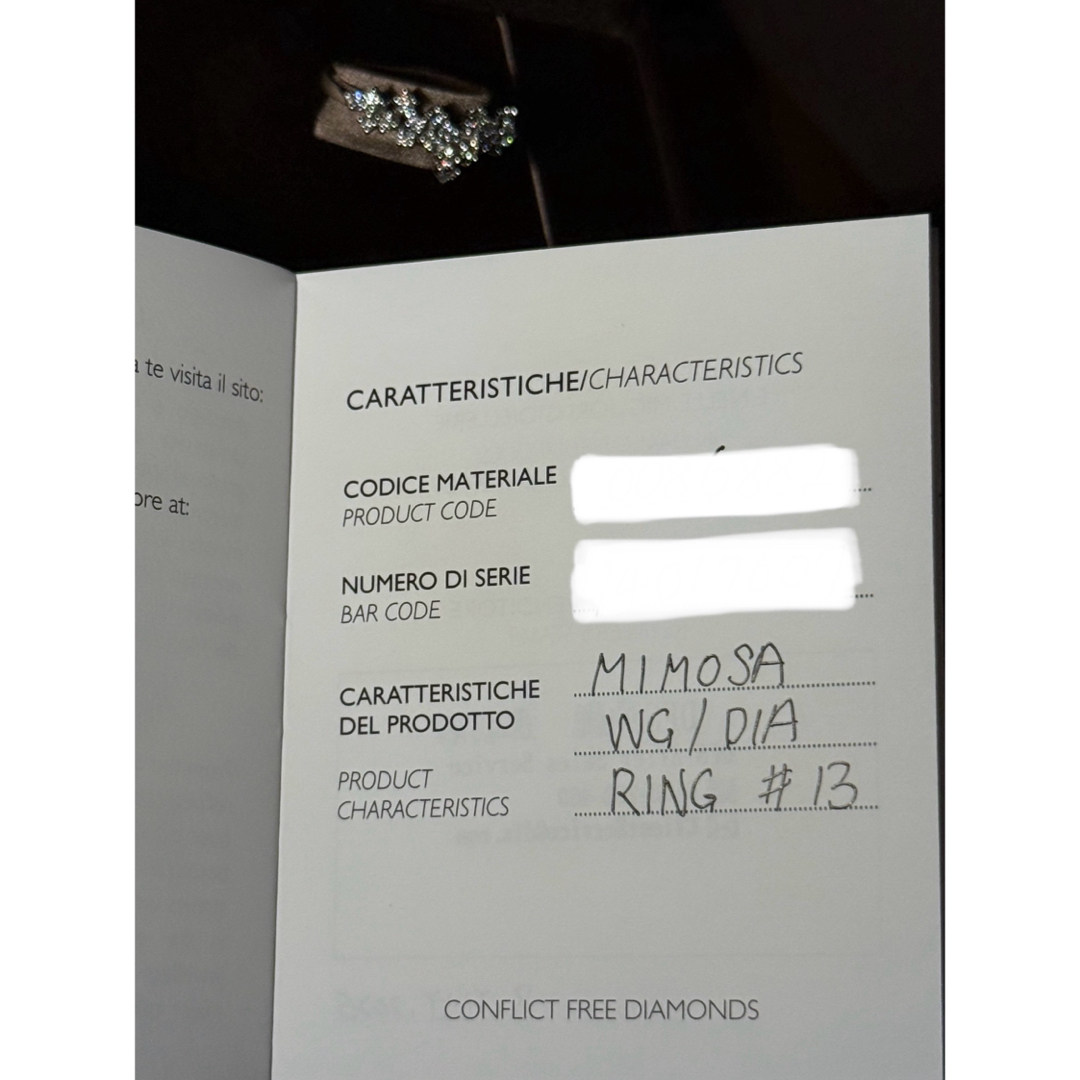 te visita il sito:
at:
CARATTERISTICHE/CHARACTERISTICS
CODICE MATERIALE
PRODUCT CODE
NUMERO DI SERIE
BAR CODE
CARATTERISTICHE
DEL PRODOTTO
PRODUCT
CHARACTERISTICS
MIMOSA
WG/DIA
RING #13
CONFLICT FREE DIAMONDS